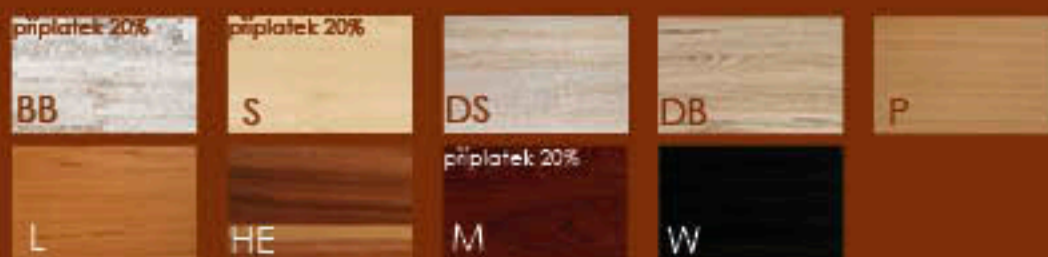 příplatek 20%
příplatek 20%
BB
S
DS
DB
P
příplatek 20%
L
HE
M
W